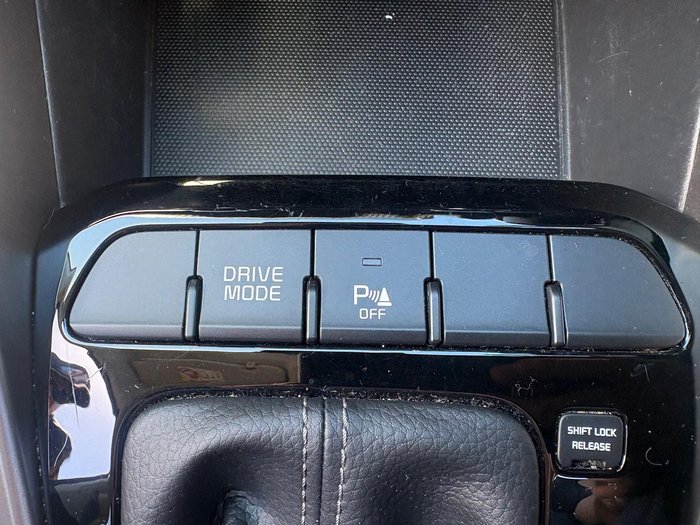 DRIVE
MODE
P
OFF
SHIFT LOCK
RELEASE